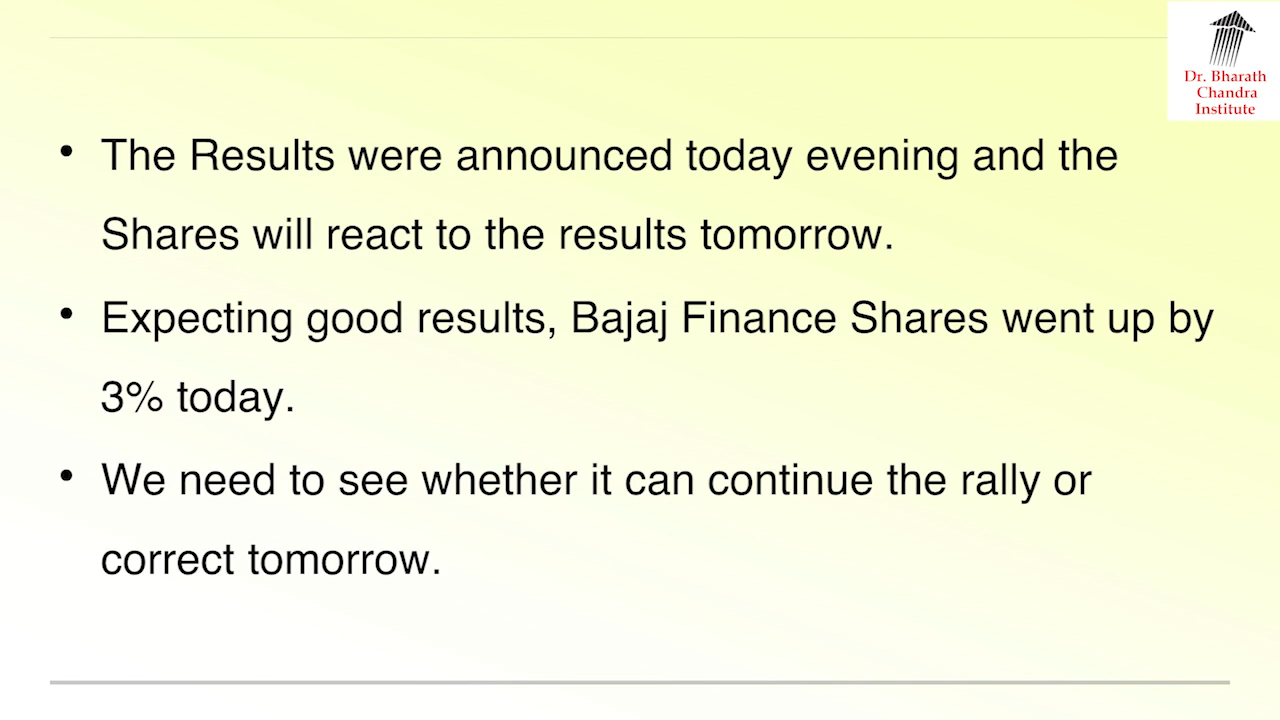 Dr. Bharath
Chandra
Institute
• The Results were announced today evening and the
Shares will react to the results tomorrow.
• Expecting good results, Bajaj Finance Shares went up by
3% today.
• We need to see whether it can continue the rally or
correct tomorrow.